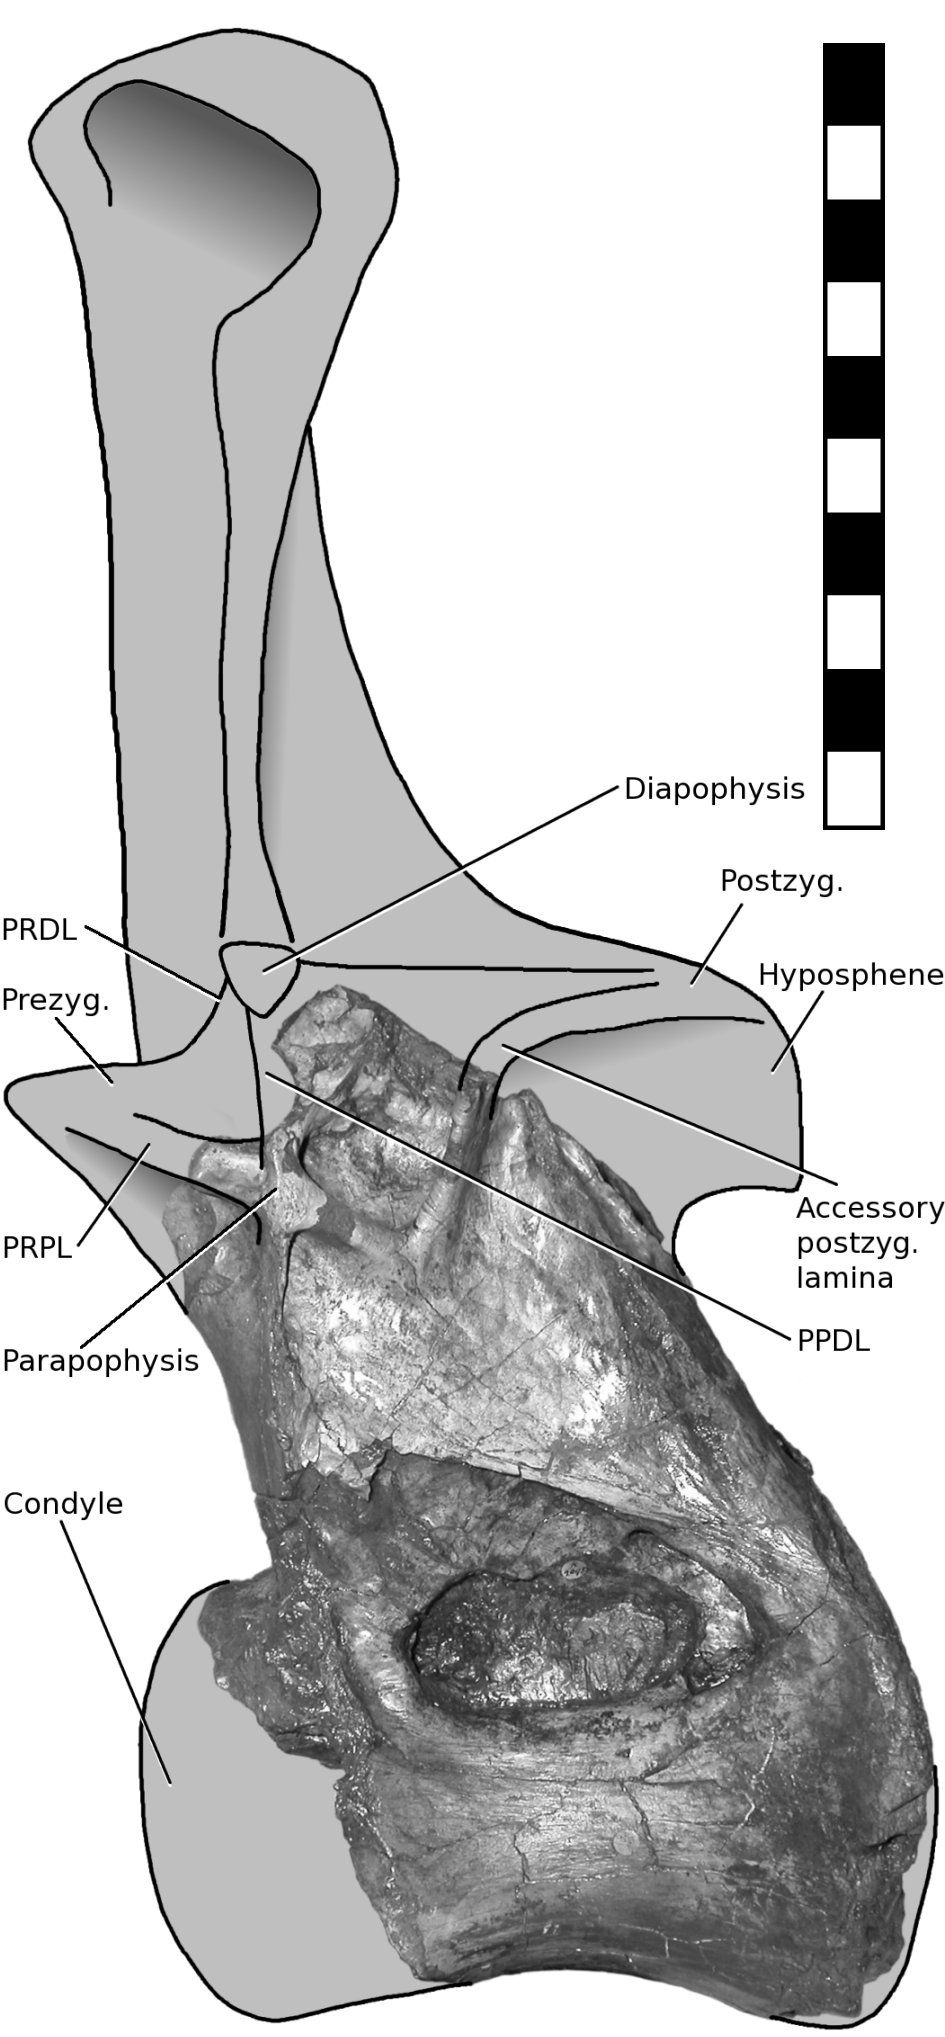 Diapophysis
Postzyg.
PRDL
Hyposphene
Prezyg.
Accessory
postzyg.
lamina
PRPL
PPDL
Parapophysis
Condyle